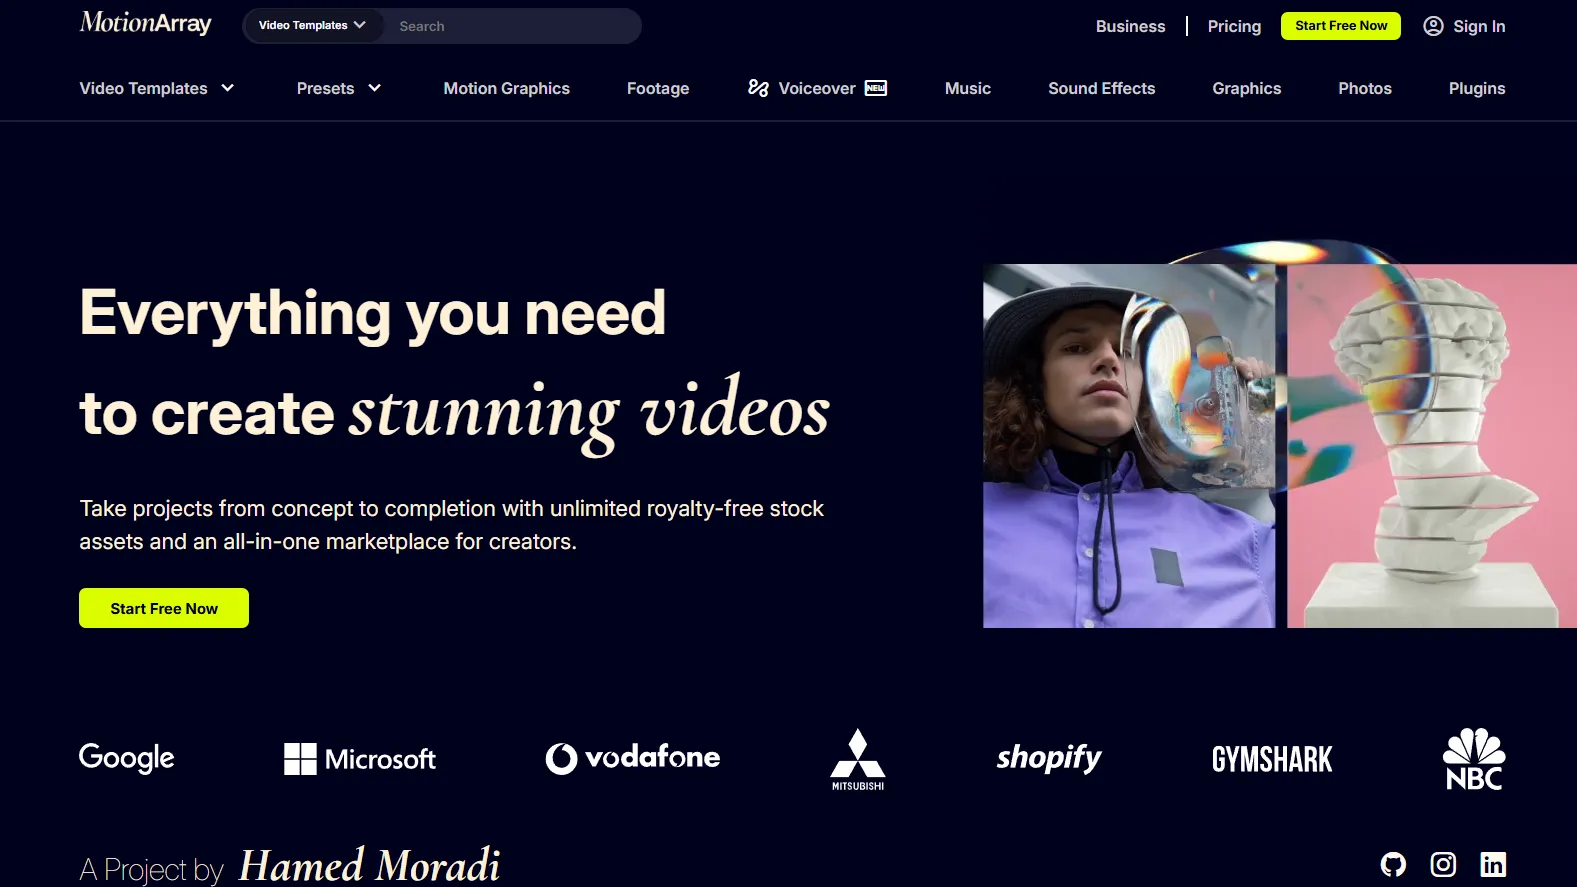 MotionArray
Video Templates
Search
Business
Pricing
Start Free Now
Sign In
Video Templates
Presets
Motion Graphics
Footage
Voiceover NEW
Music
Sound Effects
Graphics
Photos
Plugins
Everything you need
to create stunning videos
Take projects from concept to completion with unlimited royalty-free stock
assets and an all-in-one marketplace for creators.
Start Free Now
Google
Microsoft
vodafone
MITSUBISHI
shopify
GYMSHARK
NBC
A Project by Hamed Moradi
in